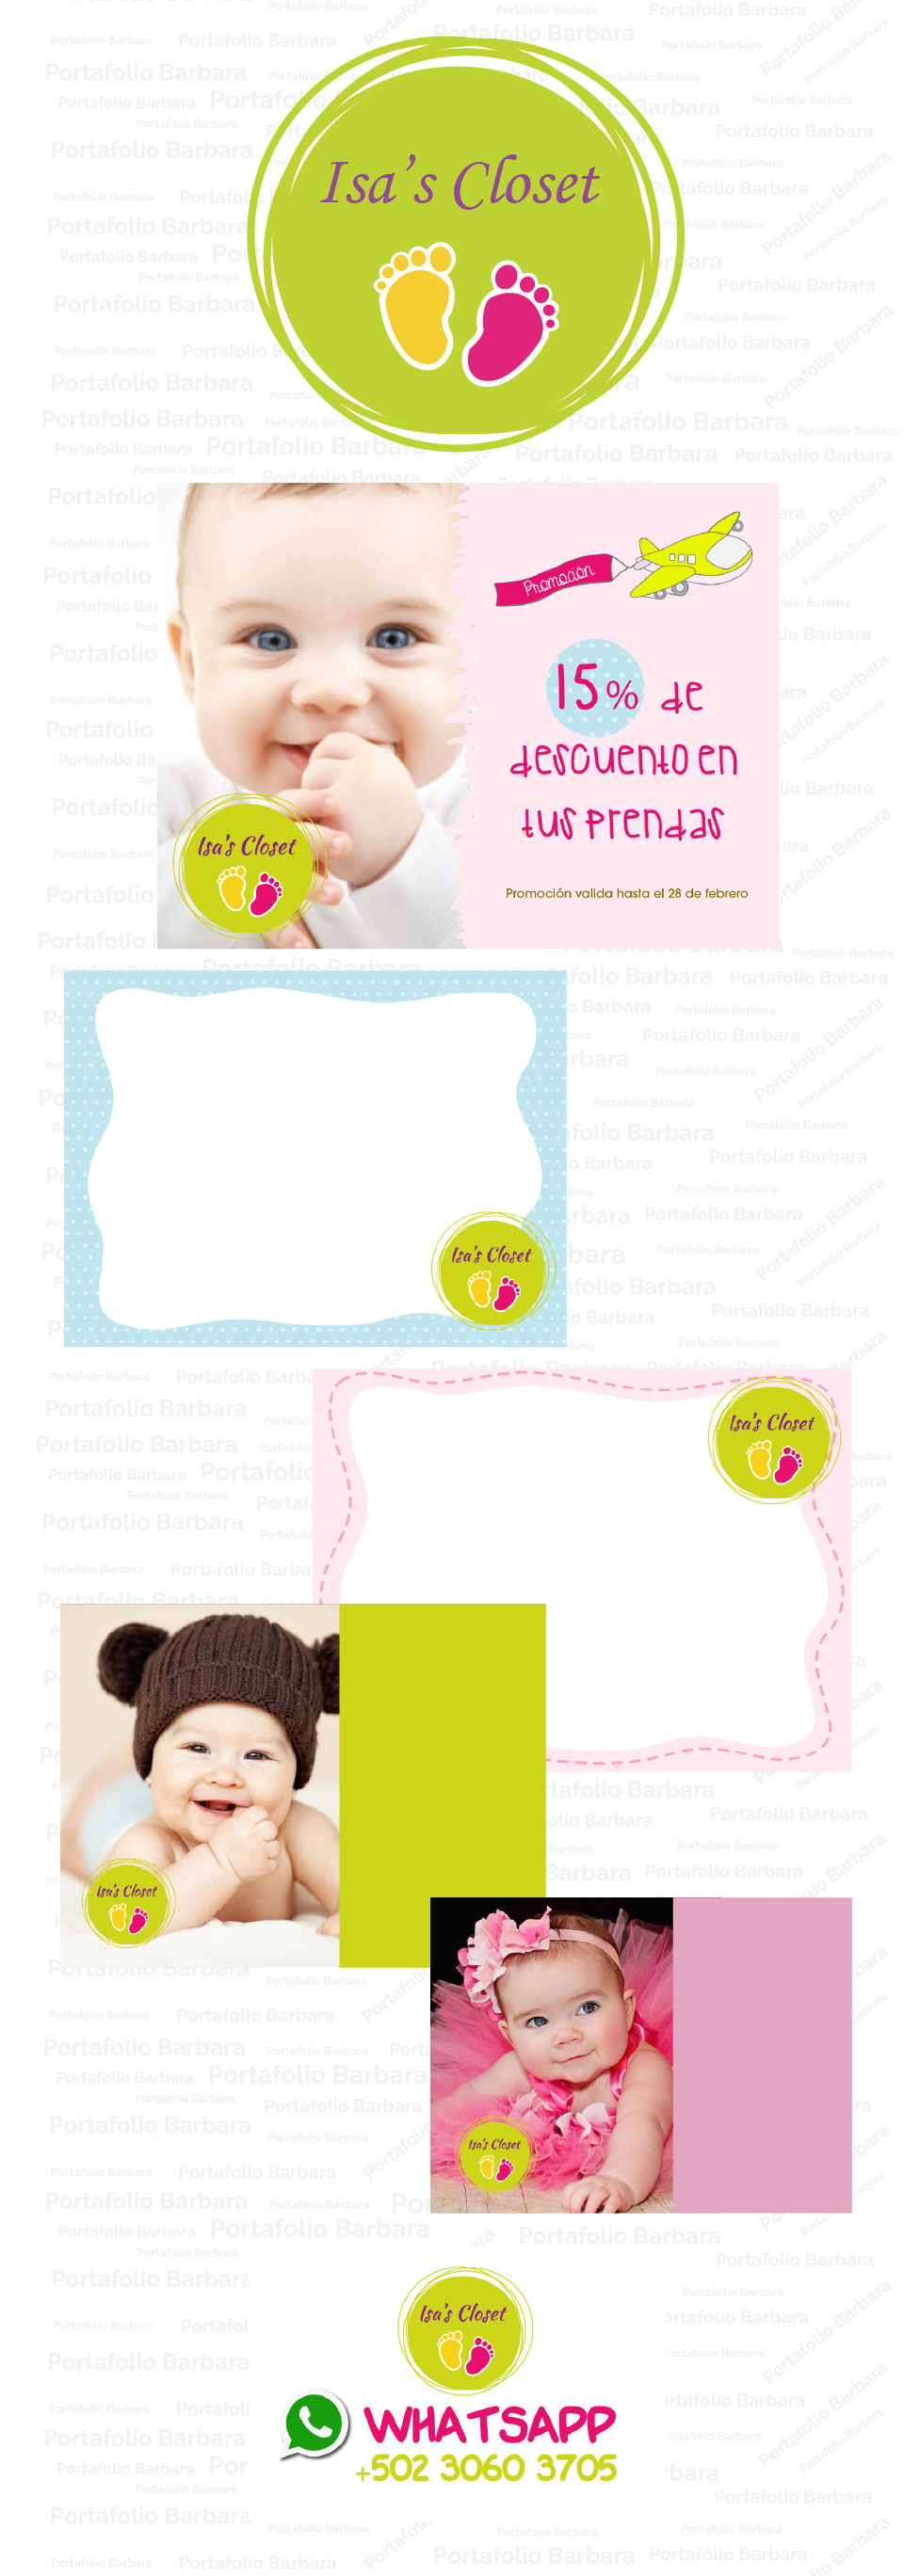 Isa's Closet
Promoción
15% de
descuento en
tus prendas
Promoción valida hasta el 28 de febrero
Isa's Closet
Isa's Closet
Isa's Closet
Isa's Closet
Isa's Closet
Isa's Closet
WHATSAPP
+502 3060 3705
Portafolio Barbara